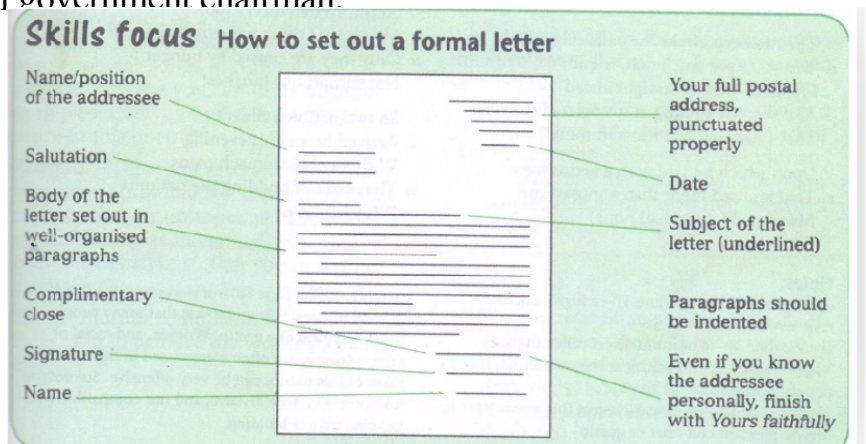 government chairman.
Skills focus How to set out a formal letter
Name/position
of the addressee
Salutation
Body of the
letter set out in
well-organised
paragraphs
Complimentary
close
Signature
Name
Your full postal
address,
punctuated
properly
Date
Subject of the
letter (underlined)
Paragraphs should
be indented
Even if you know
the addressee
personally, finish
with Yours faithfully